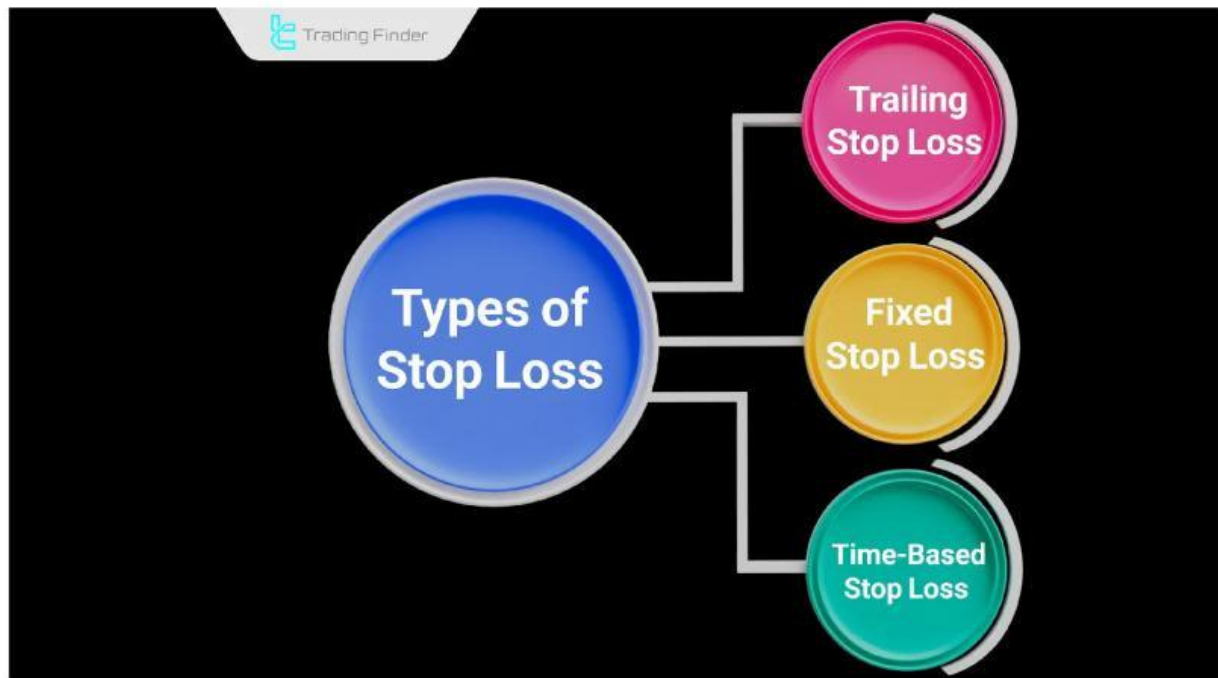 Trading Finder
Trailing
Stop Loss
Types of
Stop Loss
Fixed
Stop Loss
Time-Based
Stop Loss